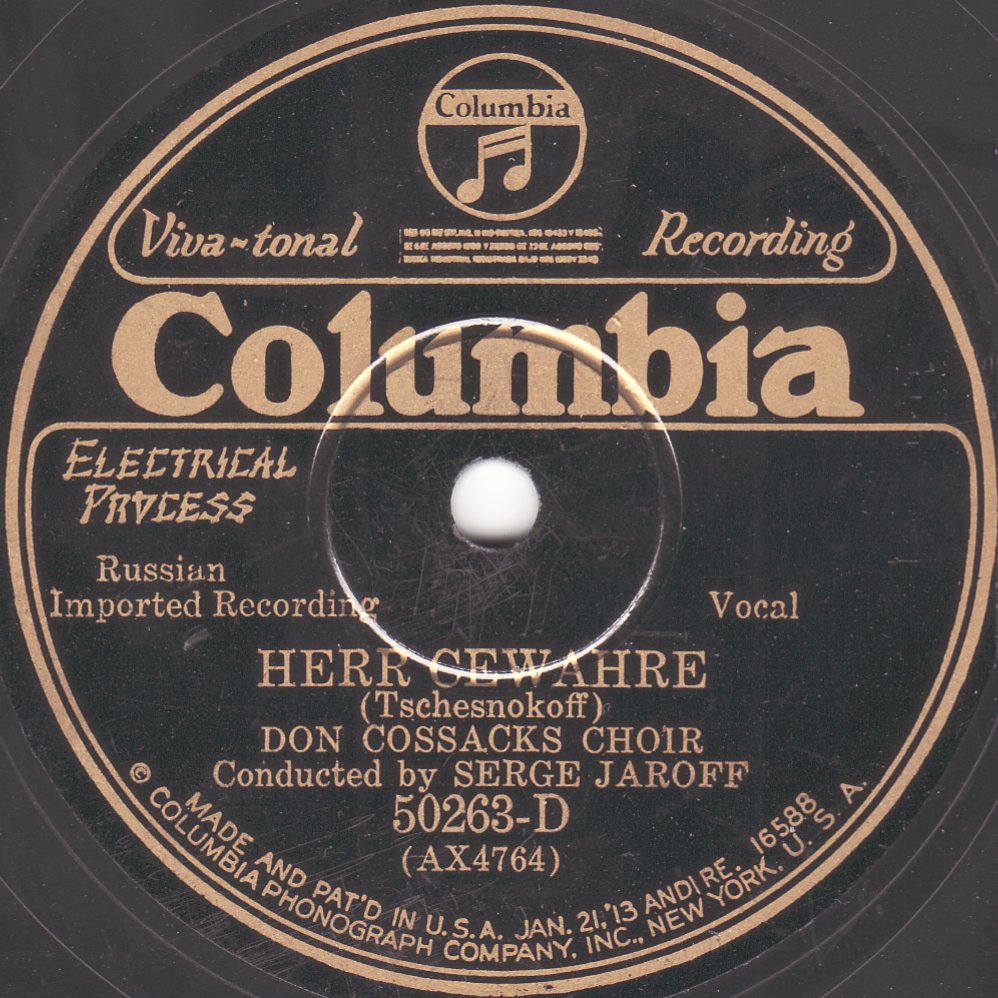 Columbia
Viva-tonal
Recording
Columbia
ELECTRICAL
PROCESS
Russian
Imported Recording
Vocal
HERR GEWAHRE
(Tschesnokoff)
DON COSSACKS CHOIR
Conducted by SERGE JAROFF
50263-D
(AX4764)
MADE AND PAT'D IN U.S.A. JAN. 21,'13 AND RE. 16588
© COLUMBIA PHONOGRAPH COMPANY, INC., NEW YORK, U.S.A.